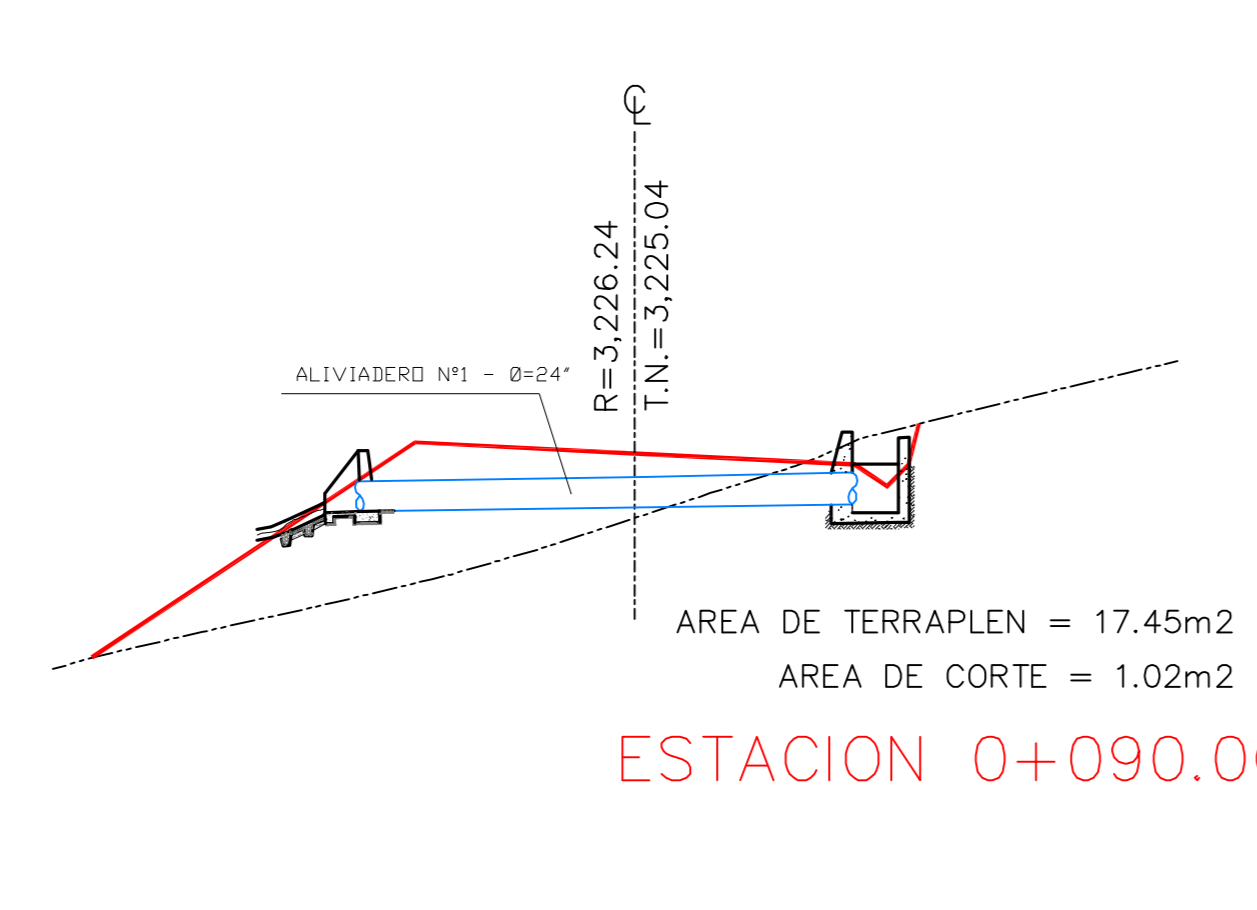 ℄
R=3,226.24
T.N.=3,225.04
ALIVIADERO Nº1 - Ø=24"
AREA DE TERRAPLEN = 17.45m2
AREA DE CORTE = 1.02m2
ESTACION 0+090.0